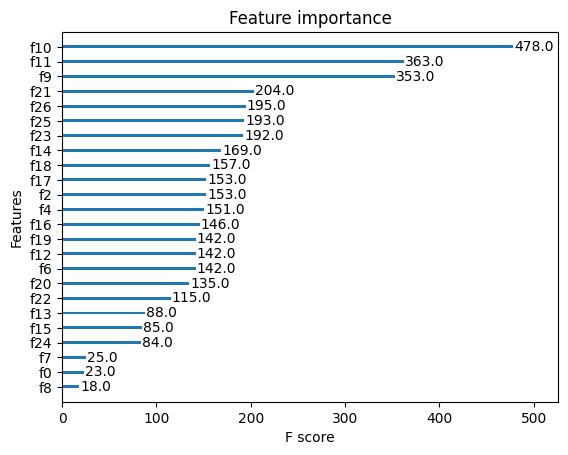 Feature importance
Features
f10 478.0
f11 363.0
f9 353.0
f21 204.0
f26 195.0
f25 193.0
f23 192.0
f14 169.0
f18 157.0
f17 153.0
f2 153.0
f4 151.0
f16 146.0
f19 142.0
f12 142.0
f6 142.0
f20 135.0
f22 115.0
f13 88.0
f15 85.0
f24 84.0
f7 25.0
f0 23.0
f8 18.0
0 100 200 300 400 500
F score